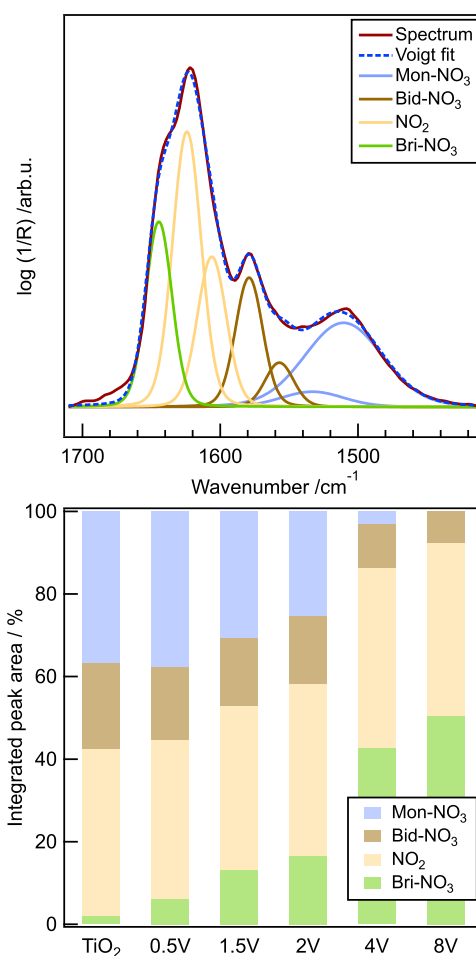 Spectrum
Voigt fit
Mon-NO₃
Bid-NO₃
NO₂
Bri-NO₃
log (1/R) /arb.u.
1700 1600 1500
Wavenumber /cm⁻¹
100
80
60
40
20
0
Integrated peak area / %
Mon-NO₃
Bid-NO₃
NO₂
Bri-NO₃
TiO₂ 0.5V 1.5V 2V 4V 8V